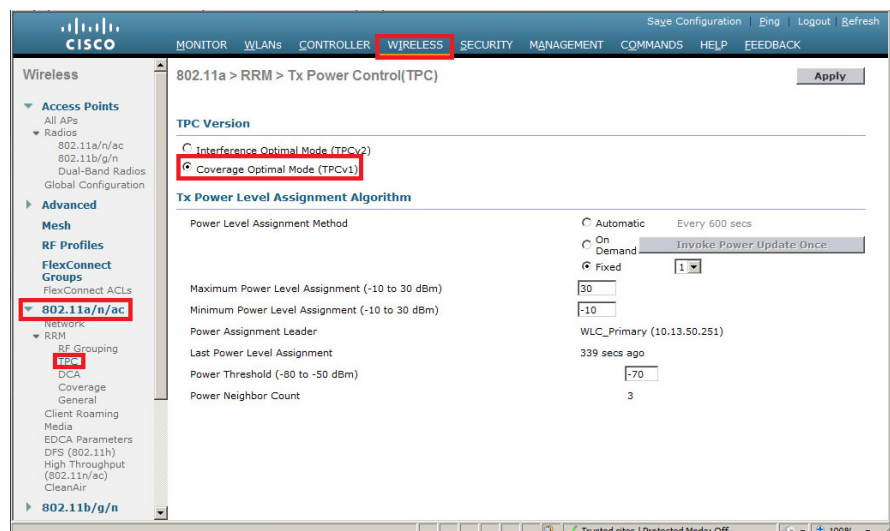 Save Configuration | Ping | Logout | Refresh
CISCO
MONITOR WLANs CONTROLLER WIRELESS SECURITY MANAGEMENT COMMANDS HELP FEEDBACK
Wireless
Access Points
All APs
Radios
802.11a/n/ac
802.11b/g/n
Dual-Band Radios
Global Configuration
Advanced
Mesh
RF Profiles
FlexConnect
Groups
FlexConnect ACLs
802.11a/n/ac
Network
RRM
RF Grouping
TPC
DCA
Coverage
General
Client Roaming
Media
EDCA Parameters
DFS (802.11h)
High Throughput
(802.11n/ac)
CleanAir
802.11b/g/n
802.11a > RRM > Tx Power Control(TPC)
Apply
TPC Version
Interference Optimal Mode (TPCv2)
Coverage Optimal Mode (TPCv1)
Tx Power Level Assignment Algorithm
Power Level Assignment Method
Automatic Every 600 secs
On
Demand Invoke Power Update Once
Fixed 1
Maximum Power Level Assignment (-10 to 30 dBm) 30
Minimum Power Level Assignment (-10 to 30 dBm) -10
Power Assignment Leader WLC_Primary (10.13.50.251)
Last Power Level Assignment 339 secs ago
Power Threshold (-80 to -50 dBm) -70
Power Neighbor Count 3
Trusted sites | Protected Mode: Off 100%